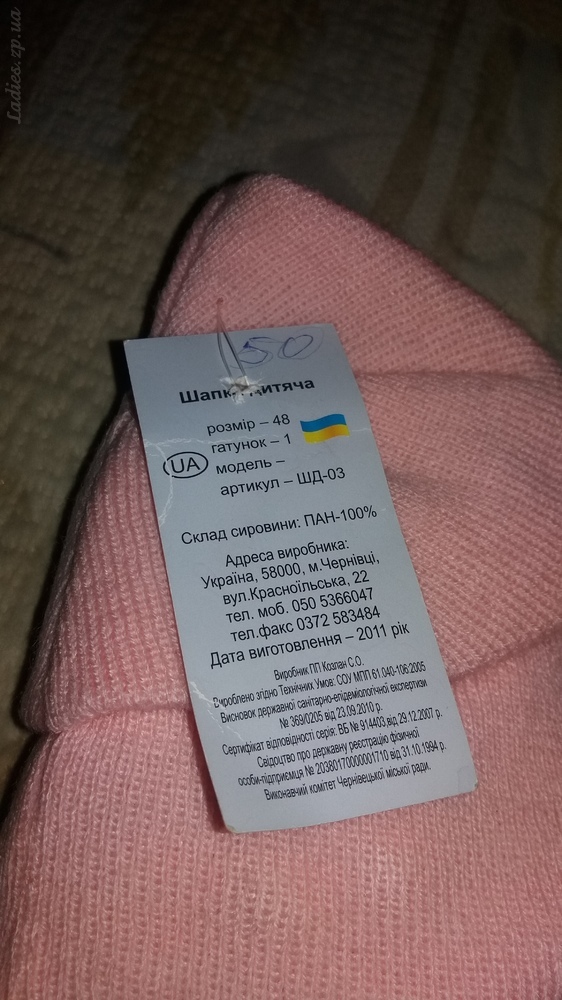 Ladies.zp.ua
50
Шапка дитяча
розмір – 48
гатунок – 1
UA
модель –
артикул – ШД-03
Склад сировини: ПАН-100%
Адреса виробника:
Україна, 58000, м.Чернівці,
вул.Красноїльська, 22
тел. моб. 050 5366047
тел.факс 0372 583484
Дата виготовлення – 2011 рік
Виробник ПП Козлан С.О.
Вироблено згідно Технічних Умов: СОУ МПП 61.040-106:2005
Висновок державної санітарно-епідеміологічної експертизи
№ 369/0205 від 23.09.2010 р.
Сертифікат відповідності серія: ВБ № 914403,від 29.12.2007 р.
Свідоцтво про державну реєстрацію фізичної
особи-підприємця № 20380170000001710 від 31.10.1994 р.
Виконавчий комітет Чернівецької міської ради.